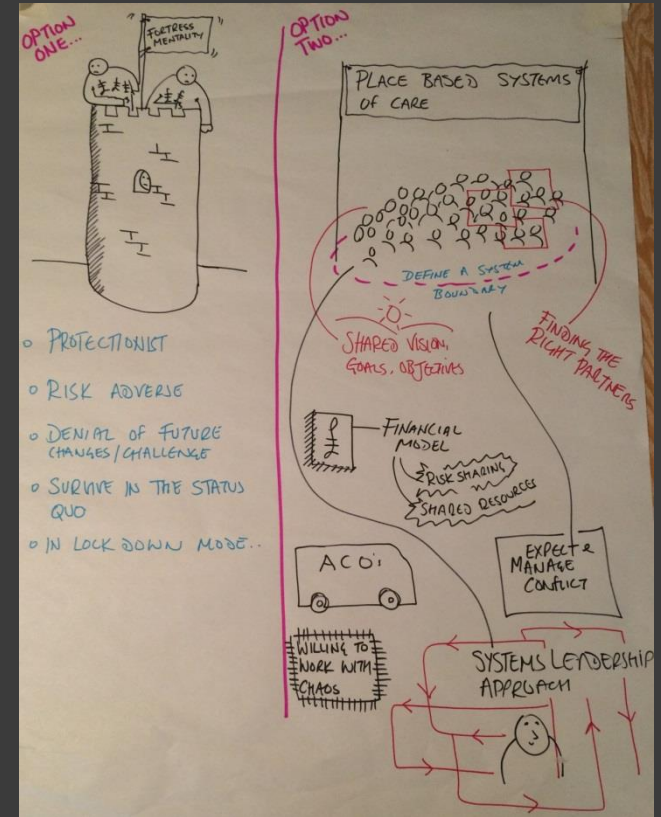 OPTION
ONE...
FORTRESS
MENTALITY
PROTECTIONIST
RISK ADVERSE
DENIAL OF FUTURE
CHANGES/CHALLENGE
SURVIVE IN THE STATUS
QUO
IN LOCK DOWN MODE..
OPTION
TWO...
PLACE BASED SYSTEMS
OF CARE
DEFINE A SYSTEM
BOUNDARY
SHARED VISION,
GOALS, OBJECTIVES
FINDING THE
RIGHT PARTNERS
£
FINANCIAL
MODEL
RISK SHARING
SHARED RESOURCES
ACOi
EXPECT &
MANAGE
CONFLICT
WILLING TO
WORK WITH
CHAOS
SYSTEMS LEADERSHIP
APPROACH